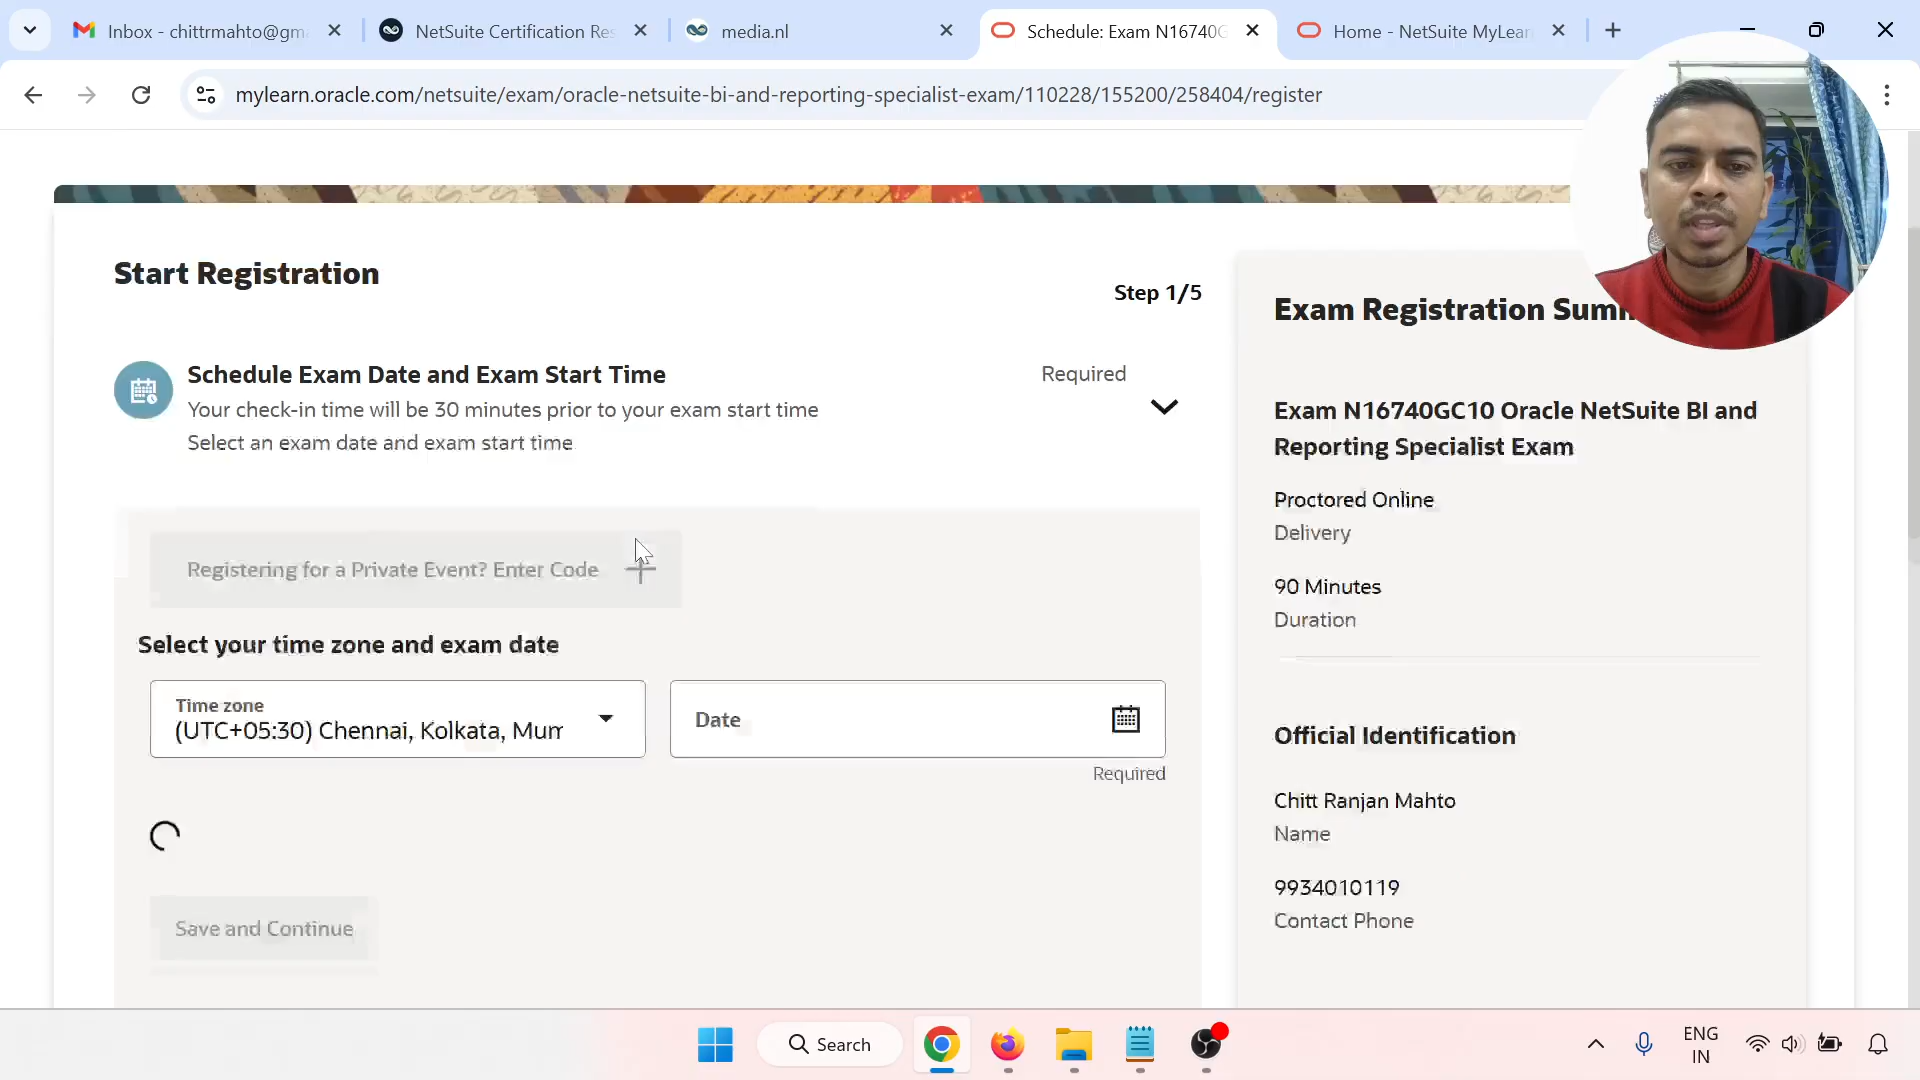 Inbox - chittrmahto@gm
NetSuite Certification Res
media.nl
Schedule: Exam N16740G
Home - NetSuite MyLearn
mylearn.oracle.com/netsuite/exam/oracle-netsuite-bi-and-reporting-specialist-exam/110228/155200/258404/register
Start Registration
Step 1/5
Schedule Exam Date and Exam Start Time
Required
Your check-in time will be 30 minutes prior to your exam start time
Select an exam date and exam start time
Registering for a Private Event? Enter Code
Select your time zone and exam date
Time zone
(UTC+05:30) Chennai, Kolkata, Mum
Date
Required
Save and Continue
Exam Registration Summ
Exam N16740GC10 Oracle NetSuite BI and
Reporting Specialist Exam
Proctored Online
Delivery
90 Minutes
Duration
Official Identification
Chitt Ranjan Mahto
Name
9934010119
Contact Phone
Search
ENG
IN